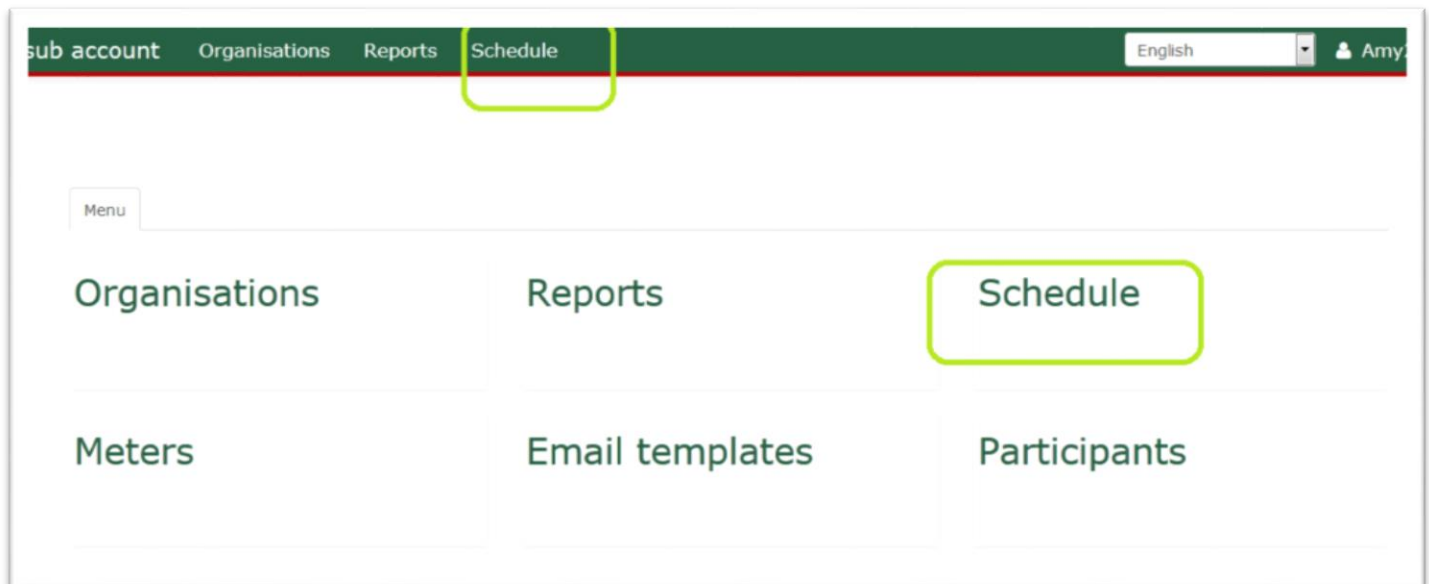 sub account Organisations Reports Schedule English Amy
Menu
Organisations Reports Schedule
Meters Email templates Participants